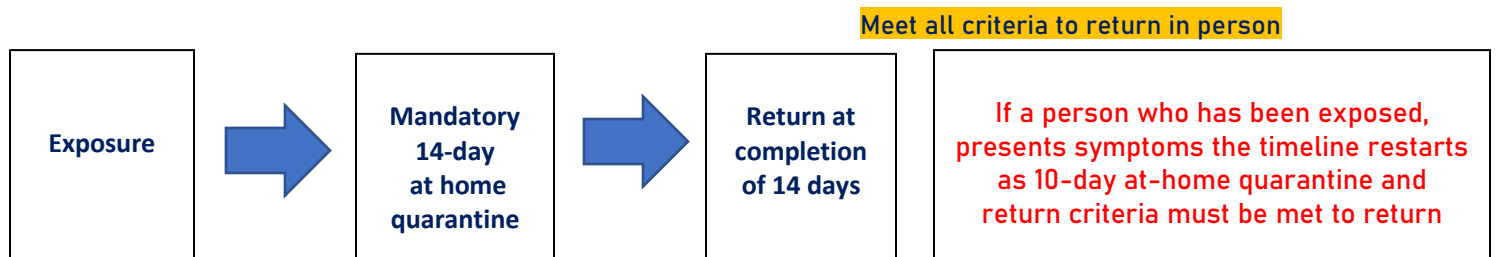 Meet all criteria to return in person
Exposure
Mandatory
14-day
at home
quarantine
Return at
completion
of 14 days
If a person who has been exposed,
presents symptoms the timeline restarts
as 10-day at-home quarantine and
return criteria must be met to return